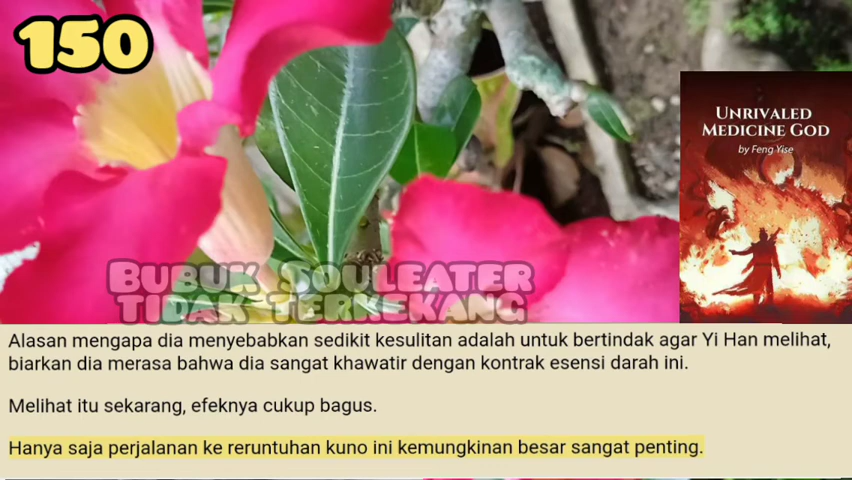 150
UNRIVALED
MEDICINE GOD
by Feng Yise
BUBUK SOULEATER
TIDAK TERKEKANG
Alasan mengapa dia menyebabkan sedikit kesulitan adalah untuk bertindak agar Yi Han melihat,
biarkan dia merasa bahwa dia sangat khawatir dengan kontrak esensi darah ini.
Melihat itu sekarang, efeknya cukup bagus.
Hanya saja perjalanan ke reruntuhan kuno ini kemungkinan besar sangat penting.